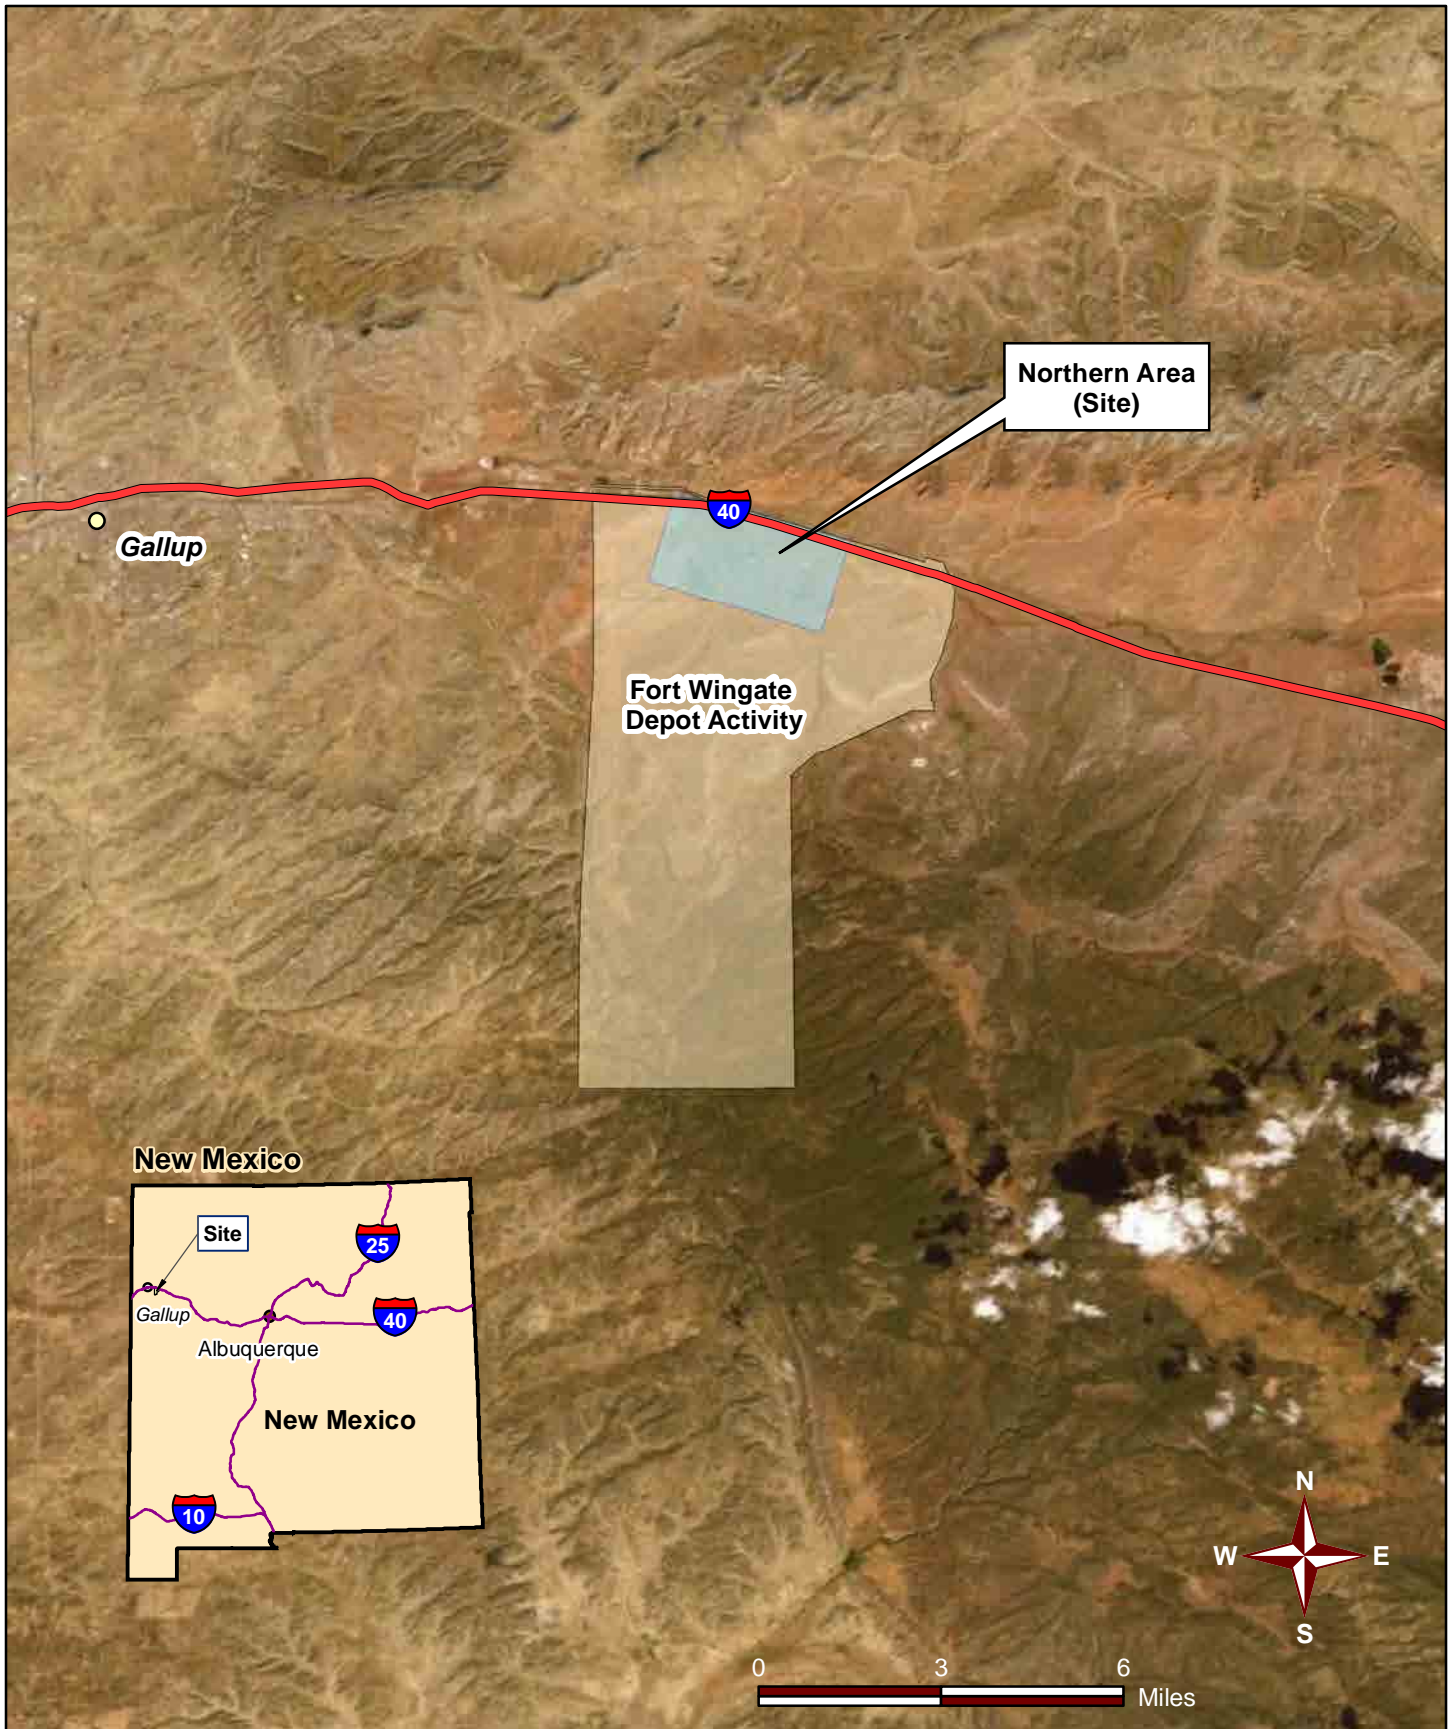 Northern Area
(Site)
40
Gallup
Fort Wingate
Depot Activity
New Mexico
Site
25
Gallup
40
Albuquerque
New Mexico
10
N
W
E
S
0
3
6
Miles